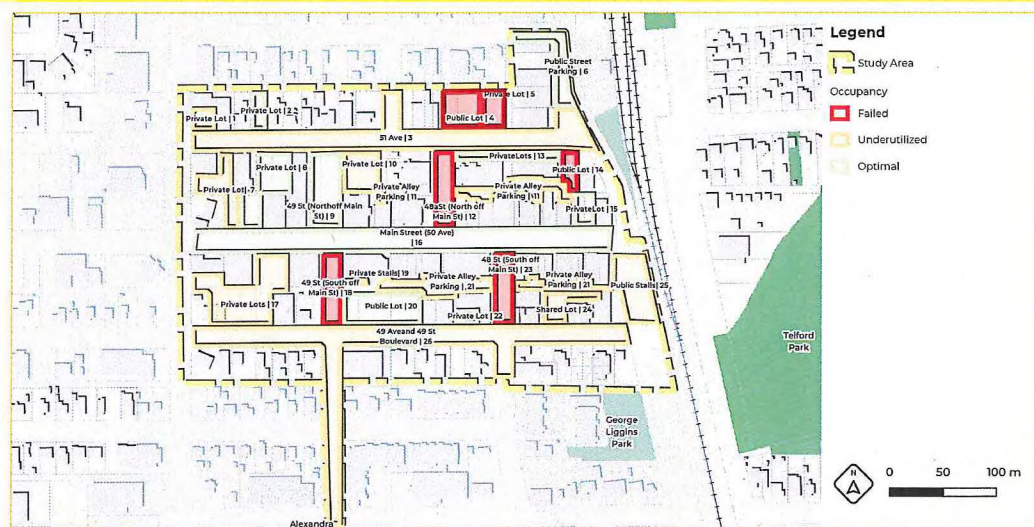 Legend
Study Area
Occupancy
Failed
Underutilized
Optimal
Public Street
Parking | 6
Private Lot | 5
Private Lot | 2
Private Lot | 1
Public Lot | 4
51 Ave | 3
PrivateLots | 13
Private Lot | 10
Private Lot | 8
Public Lot | 14
Private Lot | 7
Private Alley
Parking | 11
Private Alley
Parking | 11
49 St (Northoff Main
St) | 9
48aSt (North off
Main St) | 12
PrivateLot | 15
Main Street (50 Ave)
| 16
48 St (South off
Main St) | 23
Private Stalls| 19
49 St (South off
Main St) | 18
Private Alley
Parking | 21
Private Alley
Parking | 21
Public Stalls | 25
Private Lots | 17
Public Lot | 20
Private Lot | 22
Shared Lot | 24
49 Aveand 49 St
Boulevard | 26
Telford
Park
George
Liggins
Park
Alexandra
N
0 50 100 m